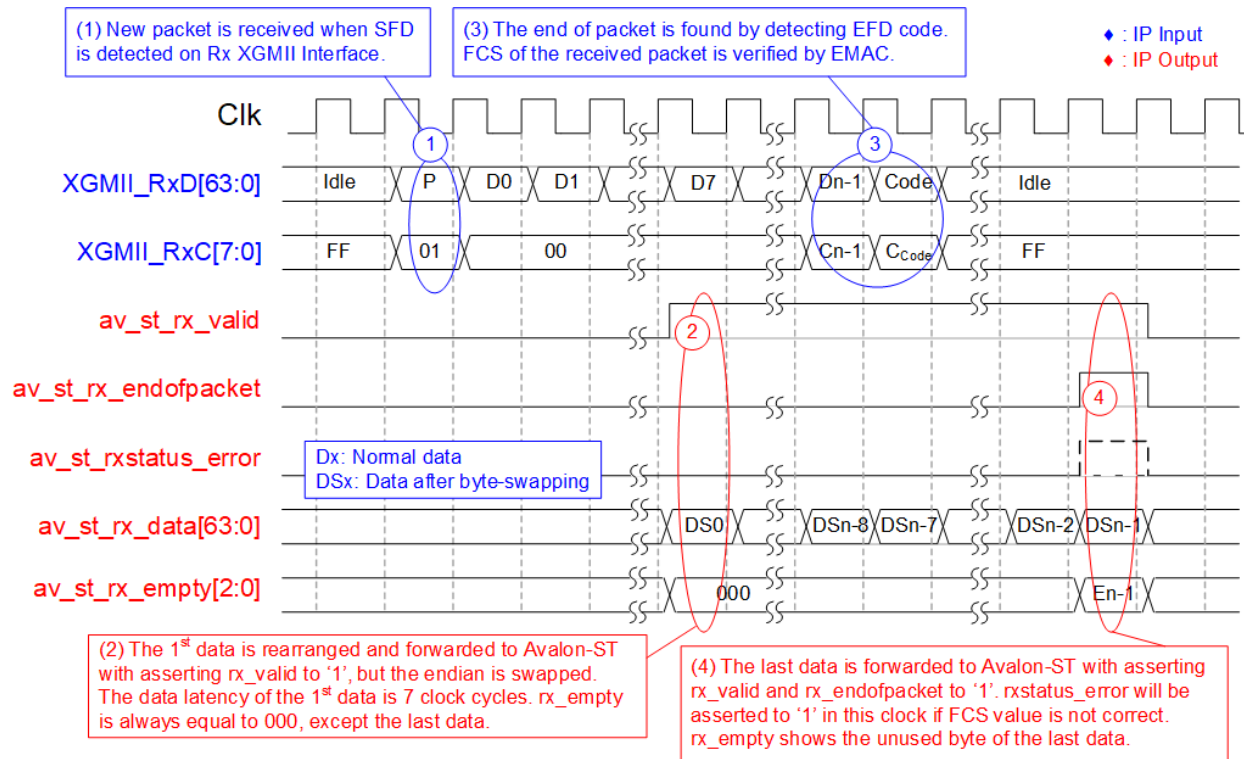 (1) New packet is received when SFD
is detected on Rx XGMII Interface.
(3) The end of packet is found by detecting EFD code.
FCS of the received packet is verified by EMAC.
♦ : IP Input
♦ : IP Output
Clk
1
3
XGMII_RxD[63:0]
Idle P D0 D1 D7 Dn-1 Code Idle
XGMII_RxC[7:0]
FF 01 00 Cn-1 CCode FF
av_st_rx_valid
2
av_st_rx_endofpacket
4
av_st_rxstatus_error
Dx: Normal data
DSx: Data after byte-swapping
av_st_rx_data[63:0]
DS0 DSn-8 DSn-7 DSn-2 DSn-1
av_st_rx_empty[2:0]
000 En-1
(2) The 1st data is rearranged and forwarded to Avalon-ST
with asserting rx_valid to ‘1’, but the endian is swapped.
The data latency of the 1st data is 7 clock cycles. rx_empty
is always equal to 000, except the last data.
(4) The last data is forwarded to Avalon-ST with asserting
rx_valid and rx_endofpacket to ‘1’. rxstatus_error will be
asserted to ‘1’ in this clock if FCS value is not correct.
rx_empty shows the unused byte of the last data.